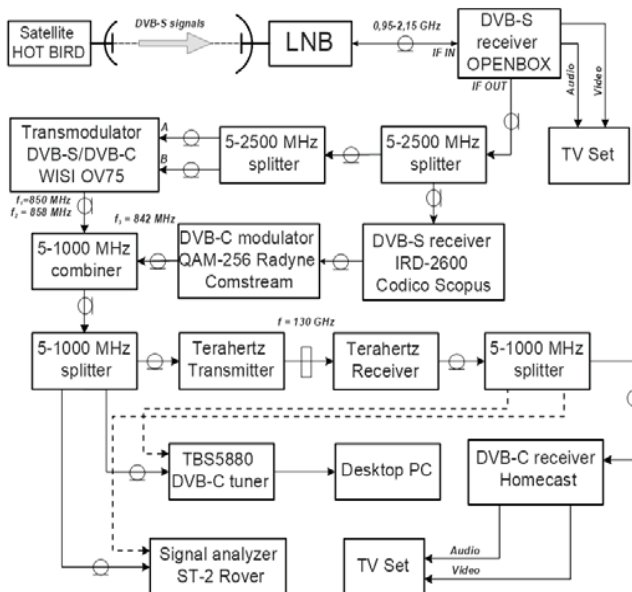 Satellite
HOT BIRD
DVB-S signals
LNB
0,95-2,15 GHz
IF IN
DVB-S
receiver
OPENBOX
IF OUT
Audio
Video
TV Set
Transmodulator
DVB-S/DVB-C
WISI OV75
A
B
5-2500 MHz
splitter
5-2500 MHz
splitter
f₁=850 MHz
f₂ = 858 MHz
5-1000 MHz
combiner
f₃ = 842 MHz
DVB-C modulator
QAM-256 Radyne
Comstream
DVB-S receiver
IRD-2600
Codico Scopus
5-1000 MHz
splitter
Terahertz
Transmitter
f = 130 GHz
Terahertz
Receiver
5-1000 MHz
splitter
TBS5880
DVB-C tuner
Desktop PC
DVB-C receiver
Homecast
Signal analyzer
ST-2 Rover
TV Set
Audio
Video